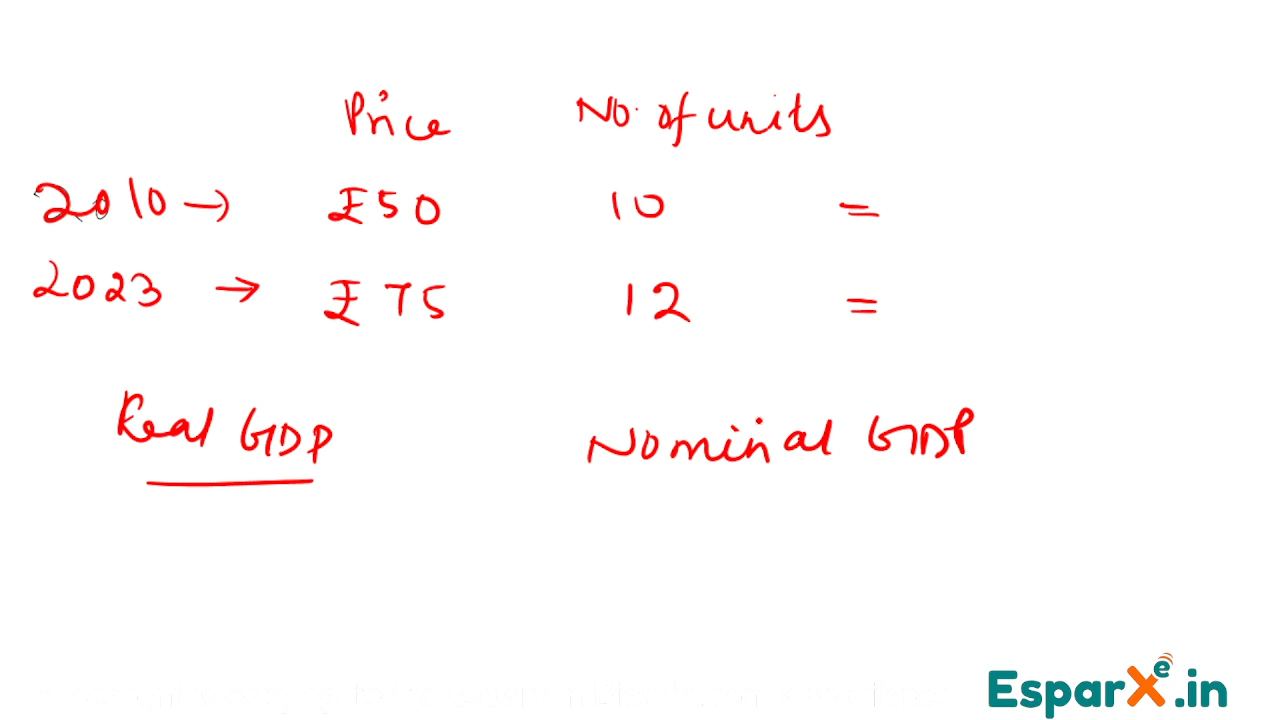 Price No. of units
2010 → ₹50 10 =
2023 → ₹75 12 =
Real GDP Nominal GDP
EsparXe.in